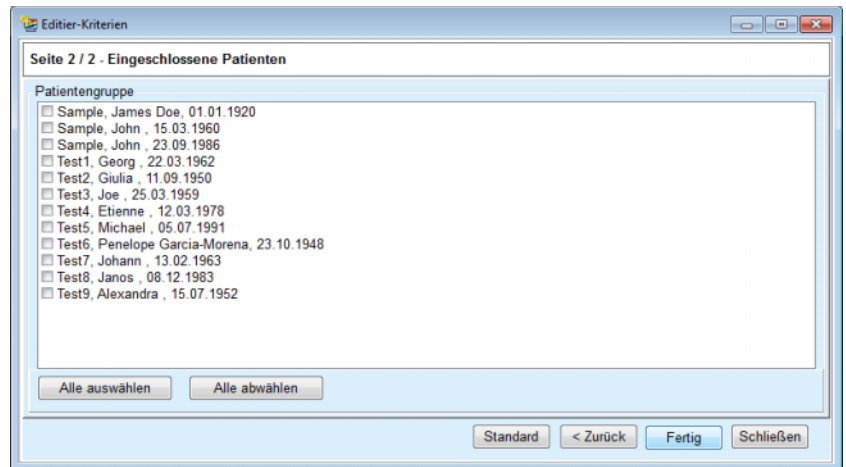 Editier-Kriterien
Seite 2 / 2 - Eingeschlossene Patienten
Patientengruppe
Sample, James Doe, 01.01.1920
Sample, John , 15.03.1960
Sample, John , 23.09.1986
Test1, Georg , 22.03.1962
Test2, Giulia , 11.09.1950
Test3, Joe , 25.03.1959
Test4, Etienne , 12.03.1978
Test5, Michael , 05.07.1991
Test6, Penelope Garcia-Morena, 23.10.1948
Test7, Johann , 13.02.1963
Test8, Janos , 08.12.1983
Test9, Alexandra , 15.07.1952
Alle auswählen Alle abwählen
Standard < Zurück Fertig Schließen